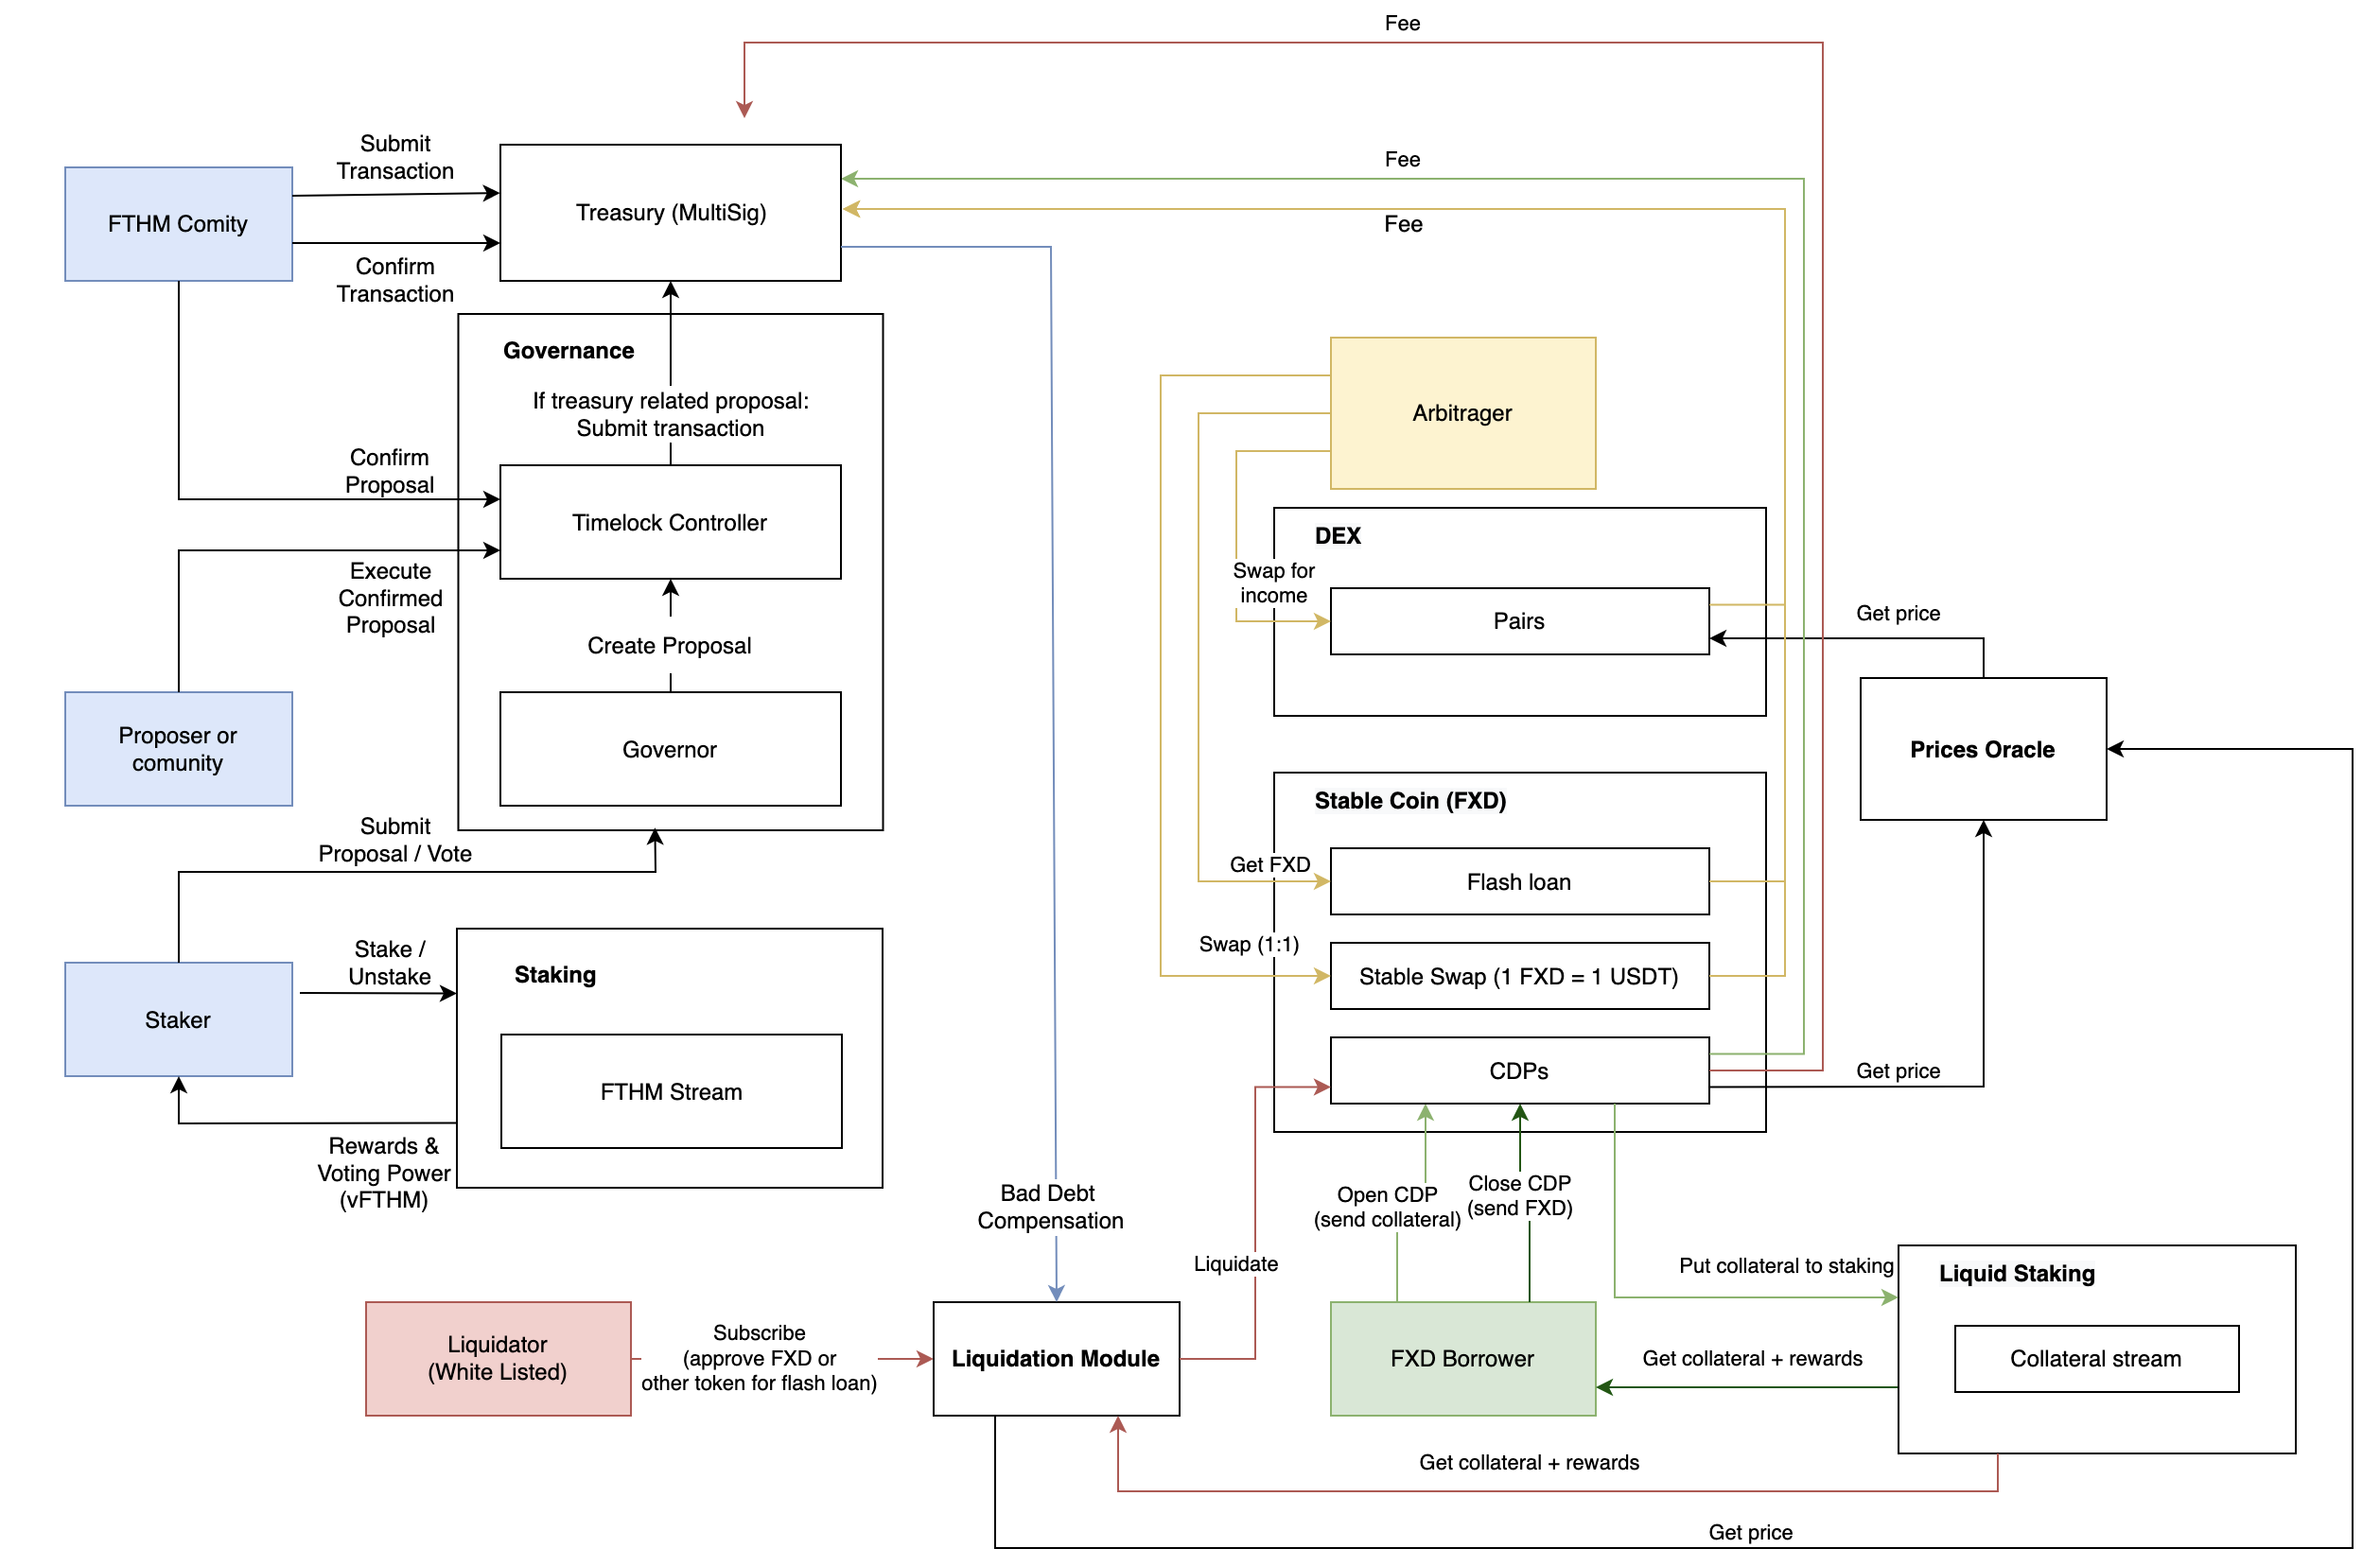 Fee
Submit
Transaction
Fee
FTHM Comity
Treasury (MultiSig)
Fee
Confirm
Transaction
Governance
If treasury related proposal:
Submit transaction
Arbitrager
Confirm
Proposal
Timelock Controller
DEX
Execute
Confirmed
Proposal
Swap for
income
Pairs
Get price
Create Proposal
Proposer or
comunity
Governor
Prices Oracle
Stable Coin (FXD)
Submit
Proposal / Vote
Get FXD
Flash loan
Stake /
Unstake
Staking
Swap (1:1)
Stable Swap (1 FXD = 1 USDT)
Staker
FTHM Stream
CDPs
Get price
Rewards &
Voting Power
(vFTHM)
Bad Debt
Compensation
Open CDP
(send collateral)
Close CDP
(send FXD)
Liquidate
Put collateral to staking
Liquid Staking
Liquidator
(White Listed)
Subscribe
(approve FXD or
other token for flash loan)
Liquidation Module
FXD Borrower
Get collateral + rewards
Collateral stream
Get collateral + rewards
Get price